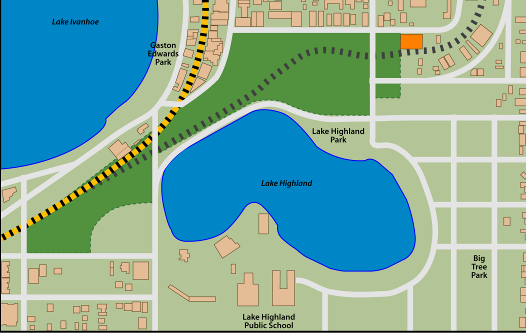 Lake Ivanhoe
Gaston
Edwards
Park
Lake Highland
Park
Lake Highland
Big
Tree
Park
Lake Highland
Public School